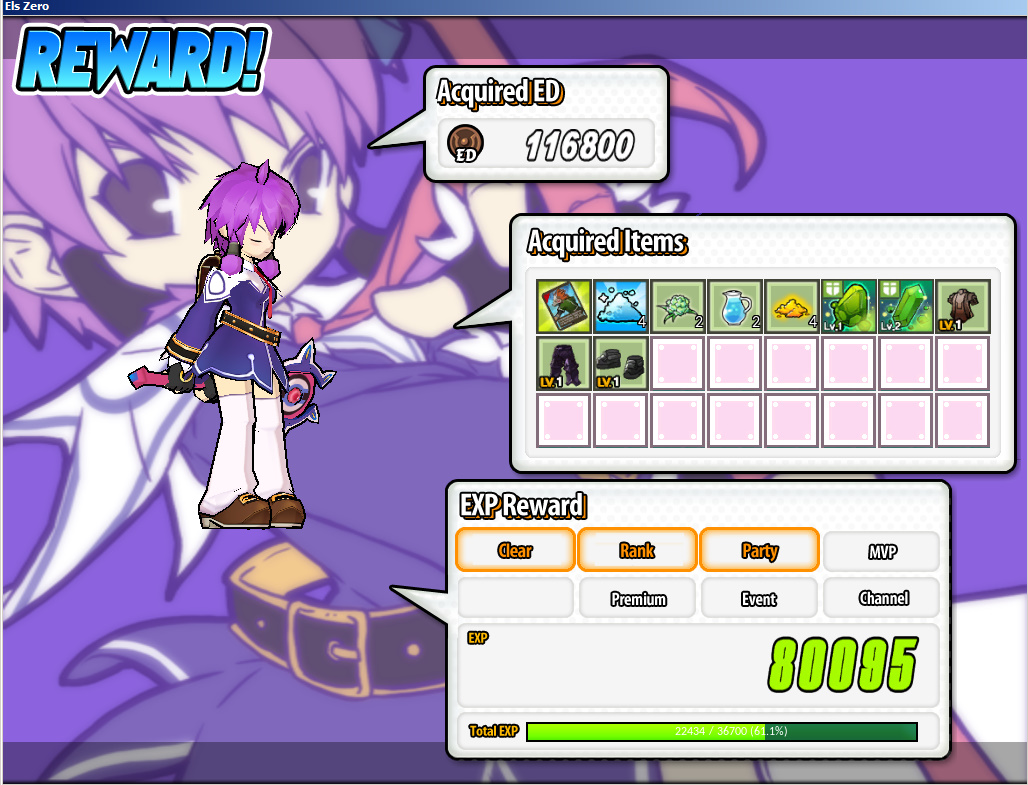 Els Zero
REWARD!
Acquired ED
ED 116800
Acquired Items
4 2 2 4 Lv.1 Lv.2 LV.1
LV.1 LV.1
EXP Reward
Clear Rank Party MVP
Premium Event Channel
EXP
80095
Total EXP 22434 / 36700 (61.1%)